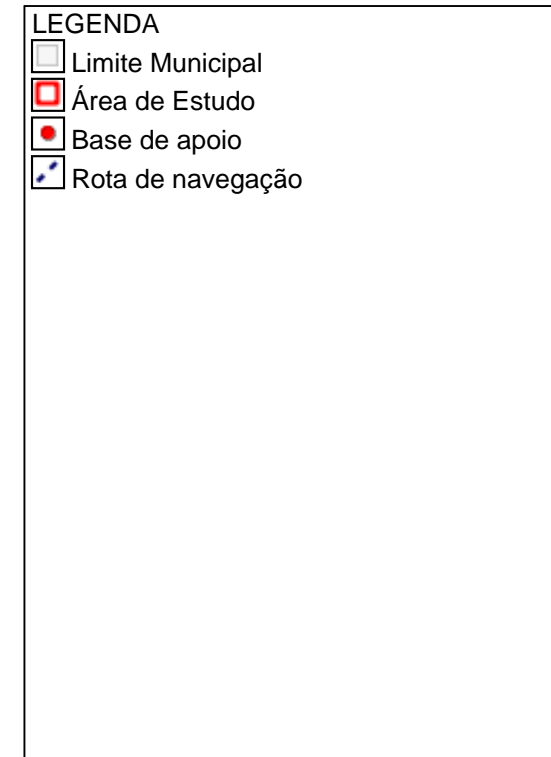 LEGENDA
Limite Municipal
Área de Estudo
Base de apoio
Rota de navegação